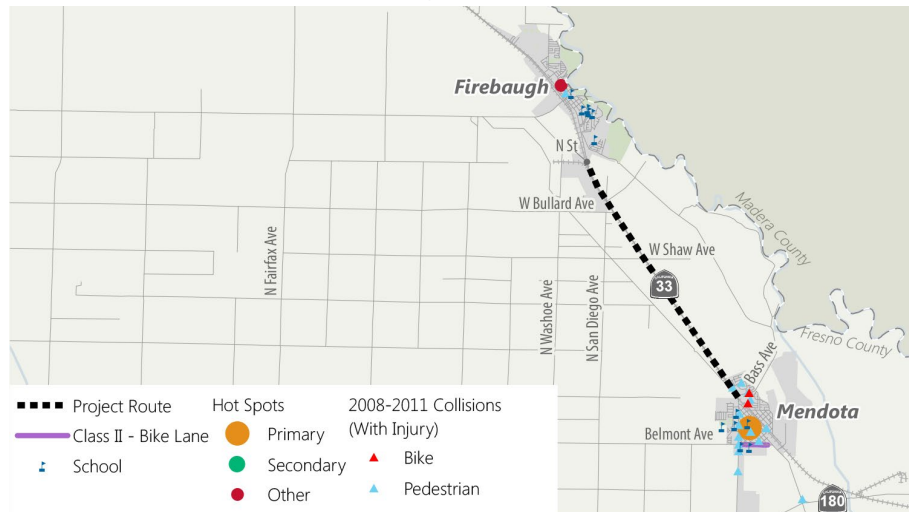 Firebaugh
N St
W Bullard Ave
Madera County
W Shaw Ave
N Fairfax Ave
33
N Washoe Ave
N San Diego Ave
Fresno County
Bass Ave
Mendota
Belmont Ave
180
Project Route
Class II - Bike Lane
School
Hot Spots
Primary
Secondary
Other
2008-2011 Collisions
(With Injury)
Bike
Pedestrian